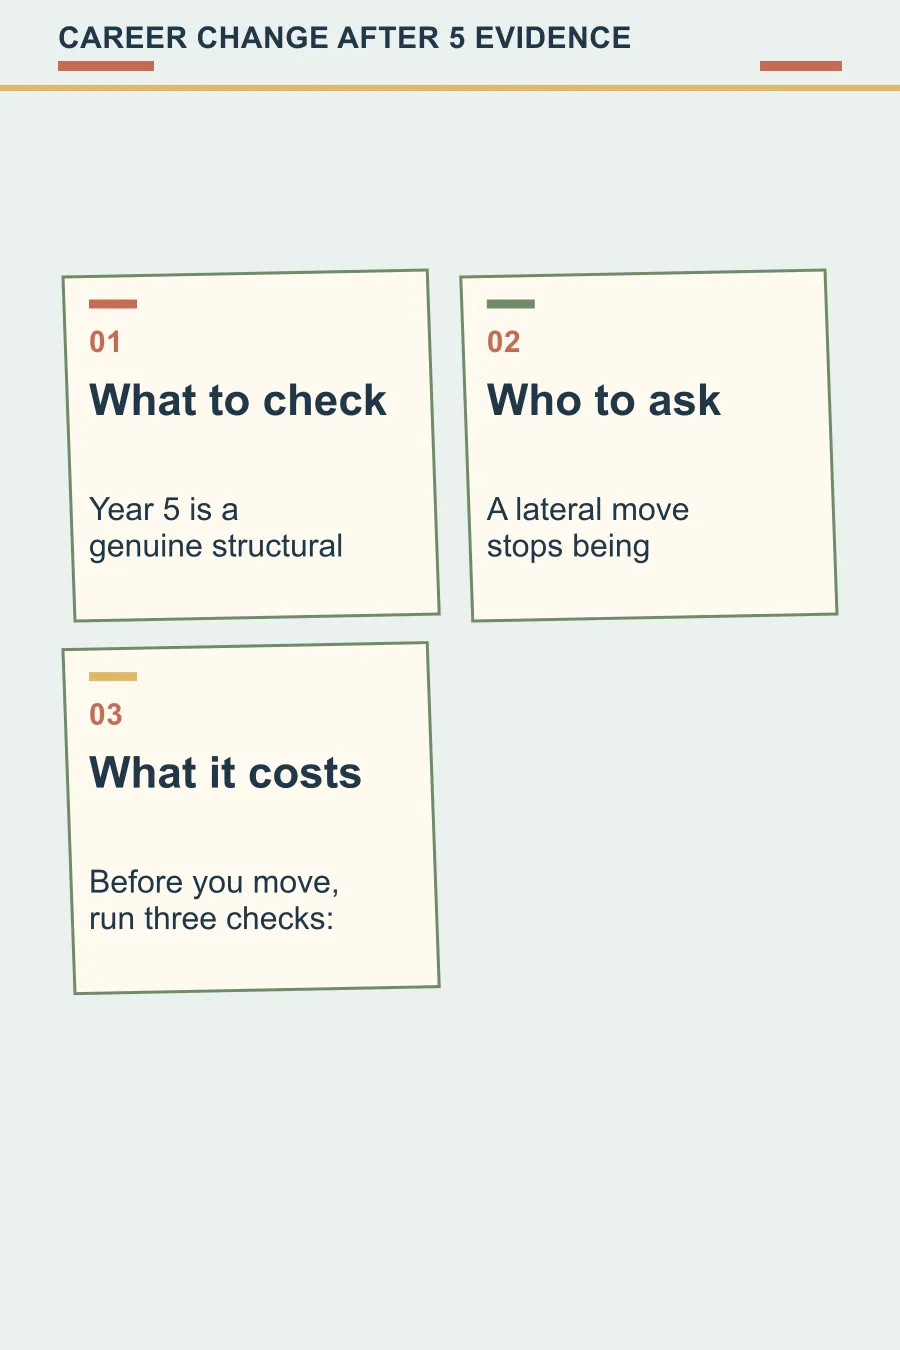 CAREER CHANGE AFTER 5 EVIDENCE
01
What to check
Year 5 is a
genuine structural
02
Who to ask
A lateral move
stops being
03
What it costs
Before you move,
run three checks: